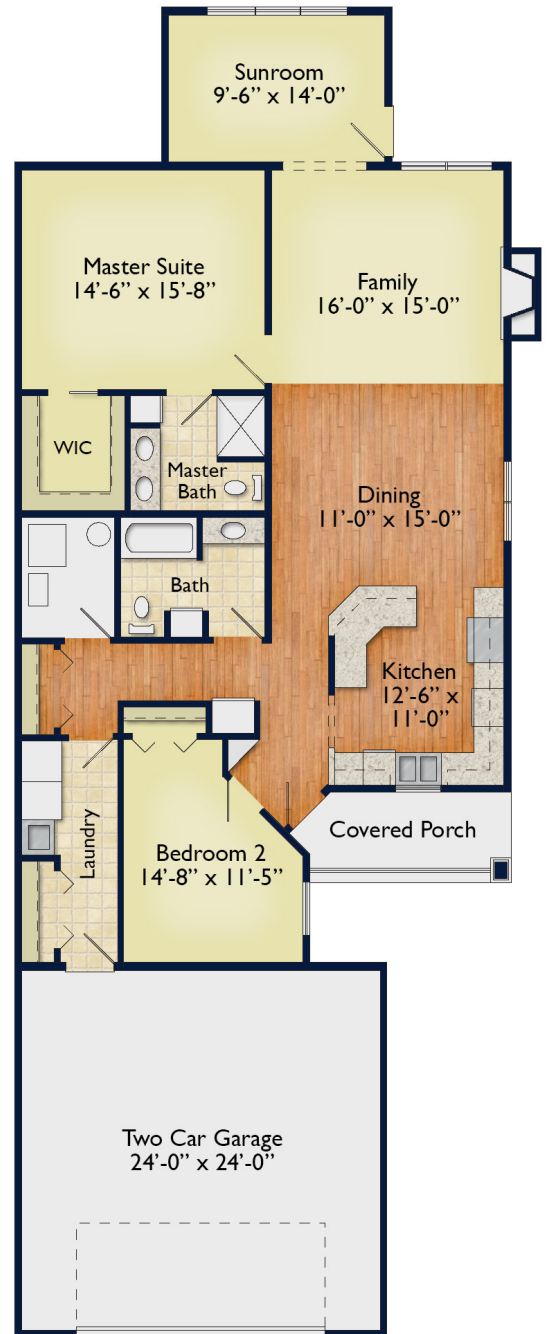 Sunroom
9’-6” x 14’-0”
Master Suite
14’-6” x 15’-8”
Family
16’-0” x 15’-0”
WIC
Master
Bath
Dining
11’-0” x 15’-0”
Bath
Kitchen
12’-6” x
11’-0”
Laundry
Bedroom 2
14’-8” x 11’-5”
Covered Porch
Two Car Garage
24’-0” x 24’-0”